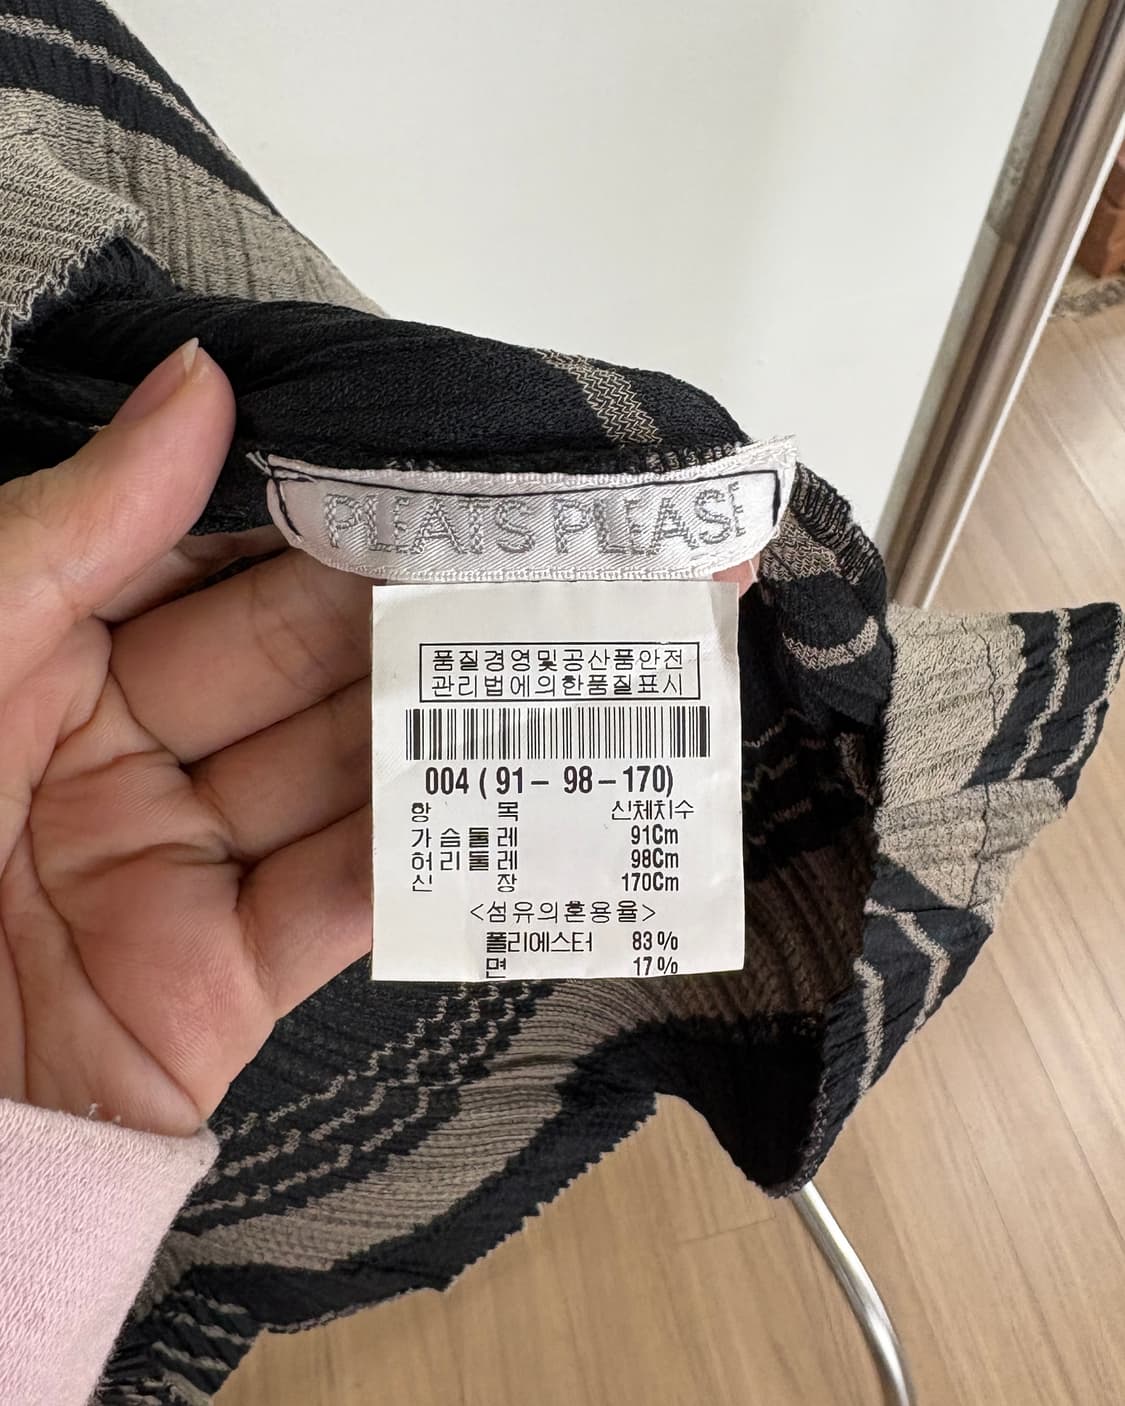 PLEATS PLEASE
품질경영및공산품안전
관리법에의한품질표시
004 ( 91 - 98 - 170)
항 목 신체치수
가슴둘레 91Cm
허리둘레 98Cm
신 장 170Cm
<섬유의혼용율>
폴리에스터 83%
면 17%